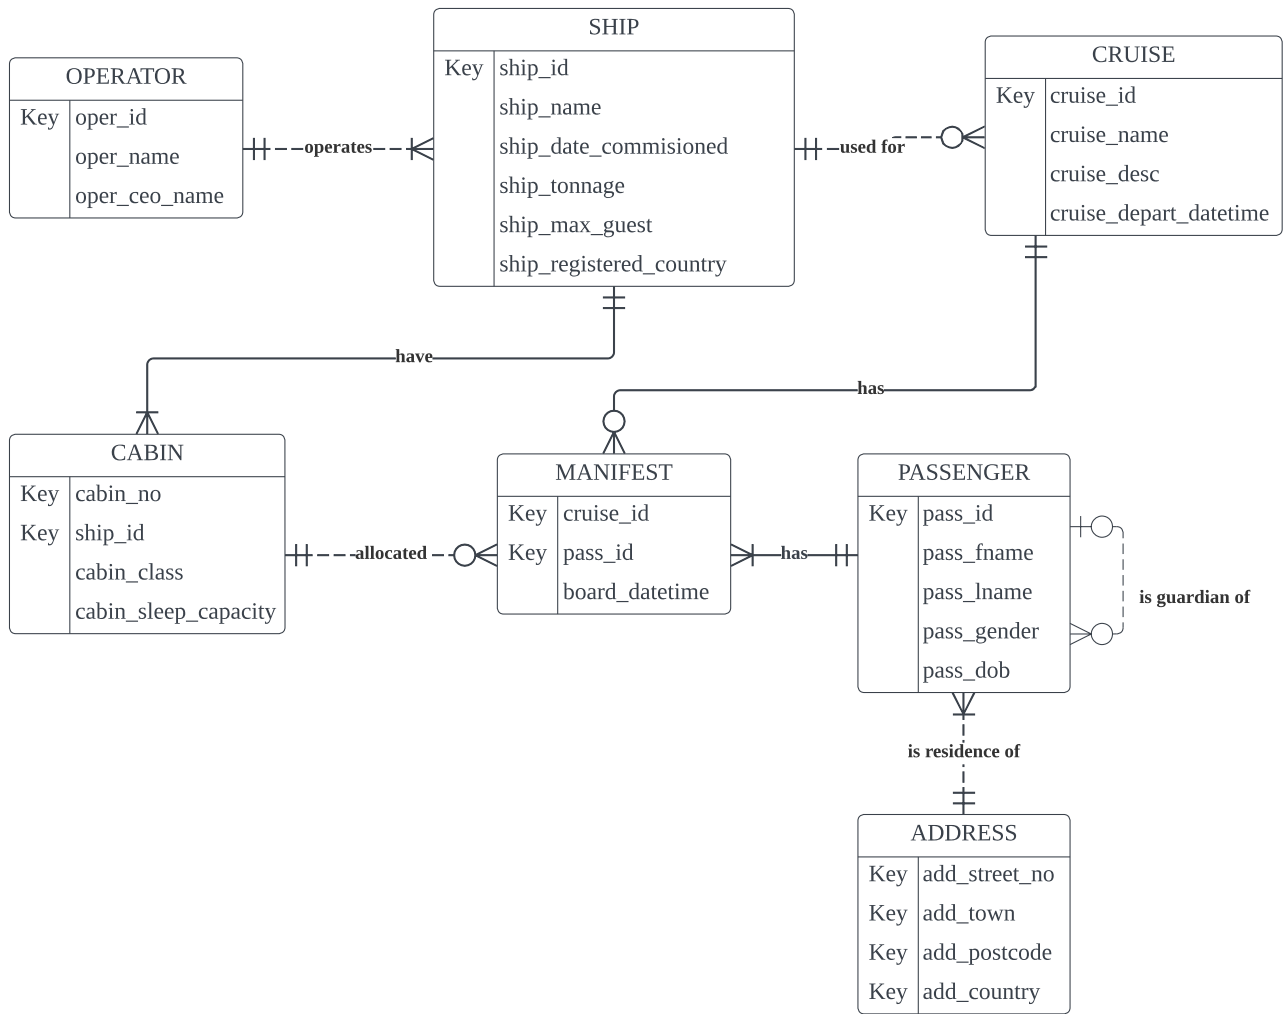 SHIP
Key ship_id
ship_name
ship_date_commisioned
ship_tonnage
ship_max_guest
ship_registered_country
OPERATOR
Key oper_id
oper_name
oper_ceo_name
operates
CRUISE
Key cruise_id
cruise_name
cruise_desc
cruise_depart_datetime
used for
have
has
CABIN
Key cabin_no
Key ship_id
cabin_class
cabin_sleep_capacity
allocated
MANIFEST
Key cruise_id
Key pass_id
board_datetime
has
PASSENGER
Key pass_id
pass_fname
pass_lname
pass_gender
pass_dob
is guardian of
is residence of
ADDRESS
Key add_street_no
Key add_town
Key add_postcode
Key add_country